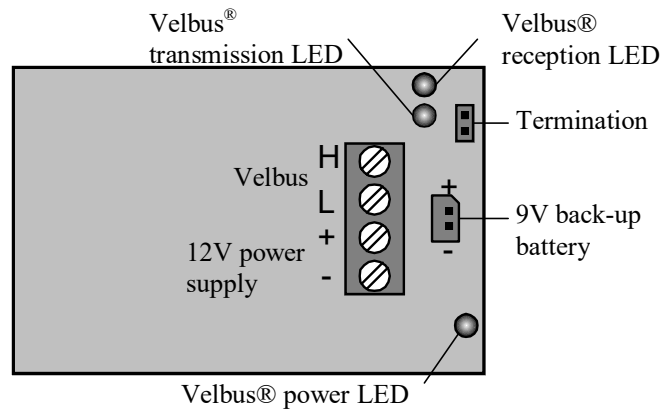 Velbus®
transmission LED
Velbus®
reception LED
Termination
H
Velbus
L
+
12V power
supply
-
+
-
9V back-up
battery
Velbus® power LED